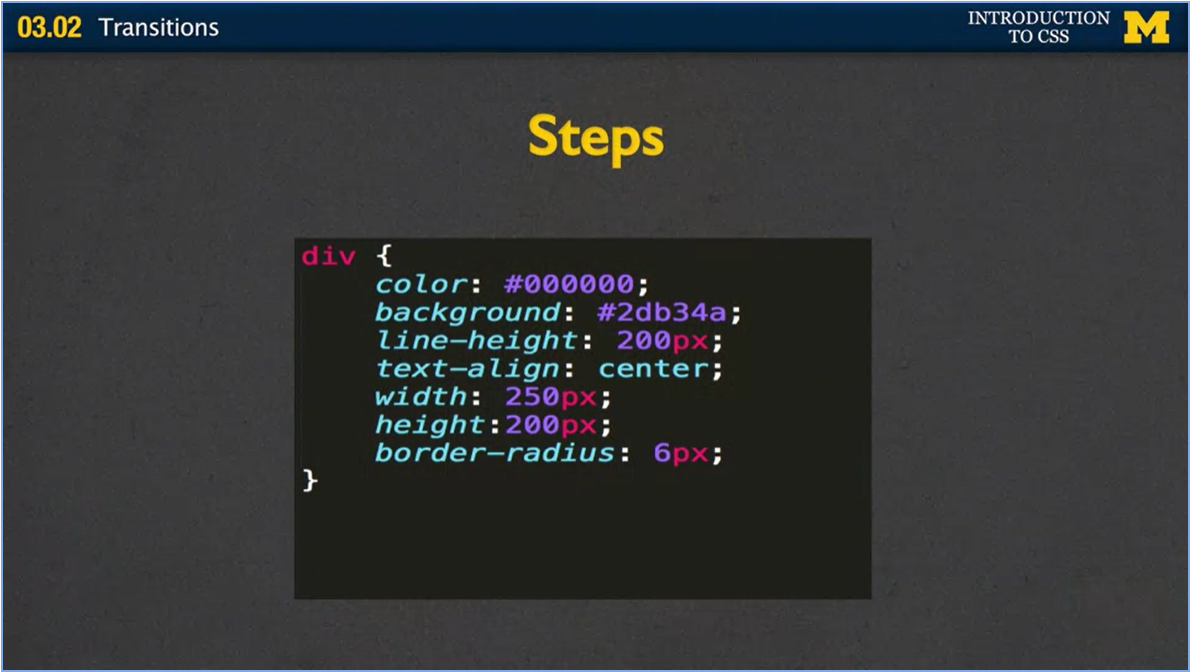 03.02 Transitions
INTRODUCTION
TO CSS
M
Steps
div {
    color: #000000;
    background: #2db34a;
    line-height: 200px;
    text-align: center;
    width: 250px;
    height:200px;
    border-radius: 6px;
}